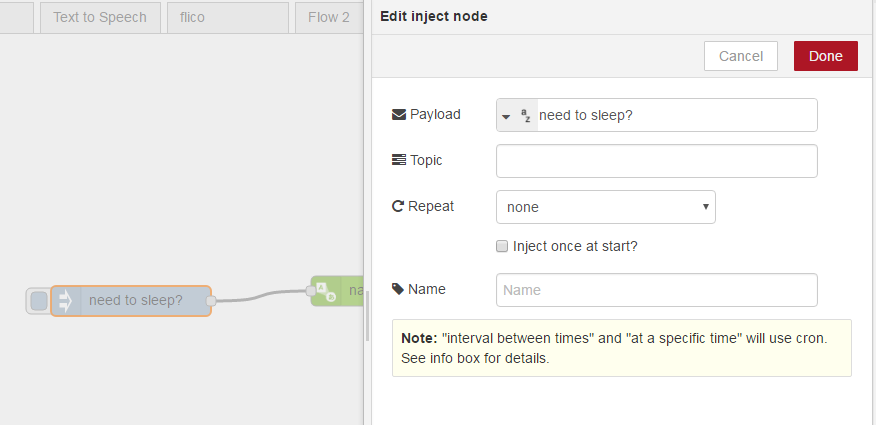 Text to Speech
flico
Flow 2
Edit inject node
Cancel
Done
Payload
a
z
need to sleep?
Topic
Repeat
none
Inject once at start?
Name
Name
need to sleep?
na
Note: "interval between times" and "at a specific time" will use cron.
See info box for details.